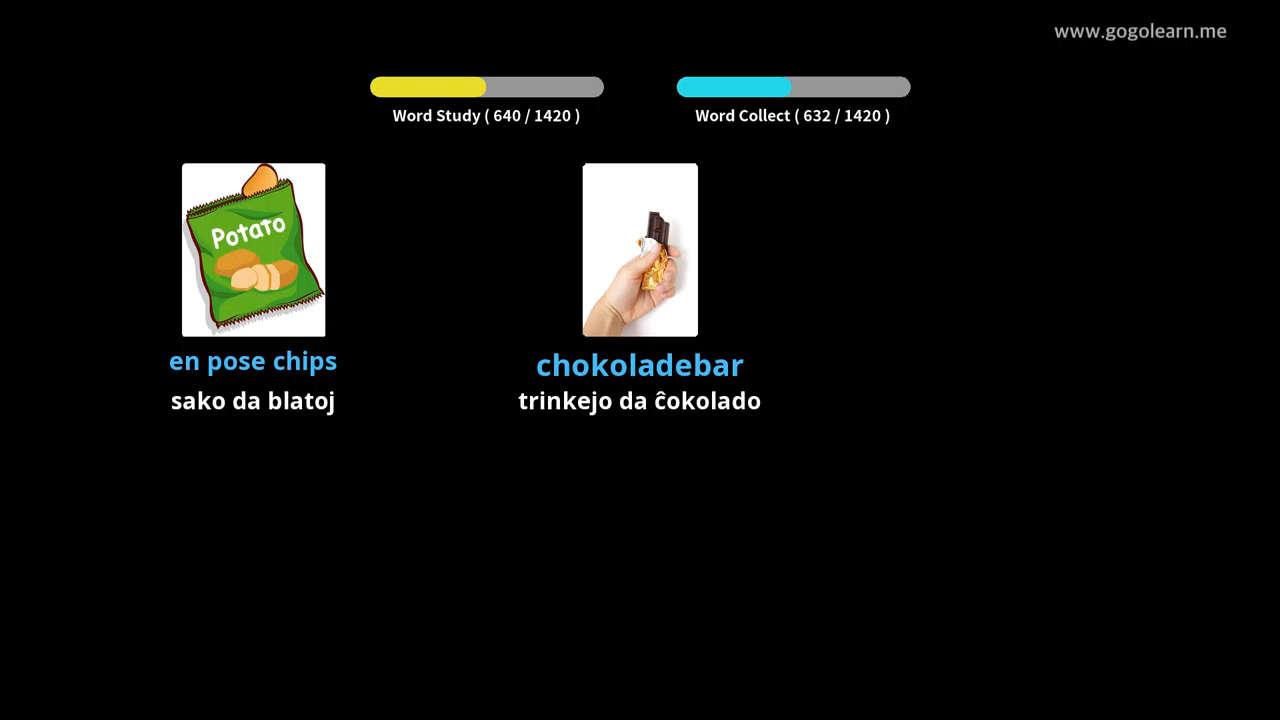 www.gogolearn.me
Word Study ( 640 / 1420 )
Word Collect ( 632 / 1420 )
Potato
en pose chips
chokoladebar
sako da blatoj
trinkejo da ĉokolado